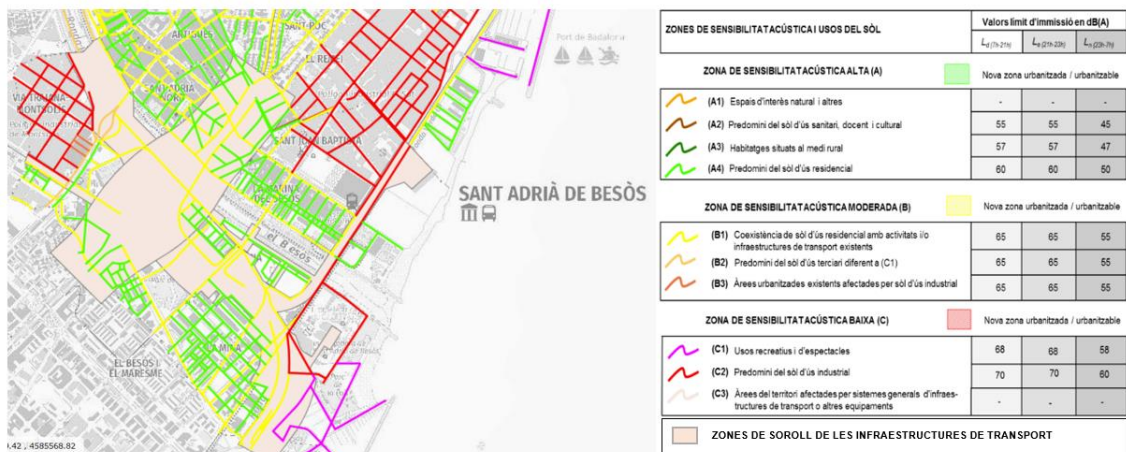 SANT POC
ARTIGUES
EL REMEI
Port de Badalona
SANT ADRIÀ
NORD
VIA TRAJANA
MONTSOLÍS
SANT JOAN BAPTISTA
LA CATALANA
DEL BESÒS
SANT ADRIÀ DE BESÒS
el Besòs
LA MINA
EL BESÒS I
EL MARESME
0.42 , 4585568.82
ZONES DE SENSIBILITAT ACÚSTICA I USOS DEL SÒL
Valors límit d'immissió en dB(A)
Ld (7h-21h) Le (21h-23h) Ln (23h-7h)
ZONA DE SENSIBILITAT ACÚSTICA ALTA (A) Nova zona urbanitzada / urbanitzable
(A1) Espais d'interès natural i altres - - -
(A2) Predomini del sòl d'ús sanitari, docent i cultural 55 55 45
(A3) Habitatges situats al medi rural 57 57 47
(A4) Predomini del sòl d'ús residencial 60 60 50
ZONA DE SENSIBILITAT ACÚSTICA MODERADA (B) Nova zona urbanitzada / urbanitzable
(B1) Coexistència de sòl d'ús residencial amb activitats i/o
infraestructures de transport existents 65 65 55
(B2) Predomini del sòl d'ús terciari diferent a (C1) 65 65 55
(B3) Àrees urbanitzades existents afectades per sòl d'ús industrial 65 65 55
ZONA DE SENSIBILITAT ACÚSTICA BAIXA (C) Nova zona urbanitzada / urbanitzable
(C1) Usos recreatius i d'espectacles 68 68 58
(C2) Predomini del sòl d'ús industrial 70 70 60
(C3) Àrees del territori afectades per sistemes generals d'infraes-
tructures de transport o altres equipaments - - -
ZONES DE SOROLL DE LES INFRAESTRUCTURES DE TRANSPORT